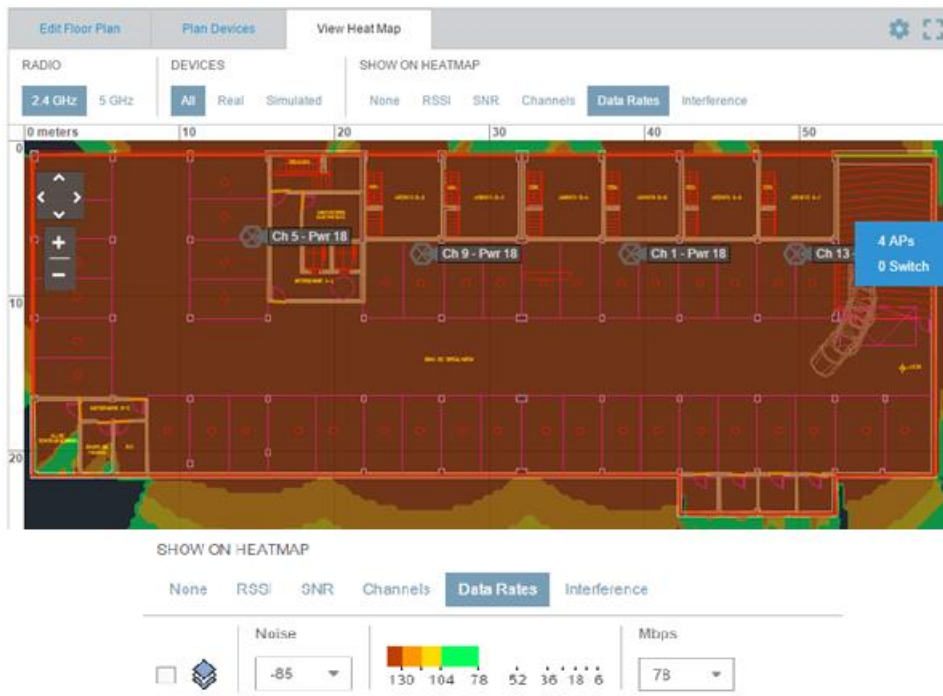 Edit Floor Plan Plan Devices View Heat Map
RADIO DEVICES SHOW ON HEATMAP
2.4 GHz 5 GHz All Real Simulated None RSSI SNR Channels Data Rates Interference
0 meters 10 20 30 40 50
0
Ch 5 - Pwr 18
Ch 9 - Pwr 18 Ch 1 - Pwr 18 Ch 13 -
4 APs
0 Switch
10
20
SHOW ON HEATMAP
None RSSI SNR Channels Data Rates Interference
Noise Mbps
-85 78
130 104 78 52 36 18 6